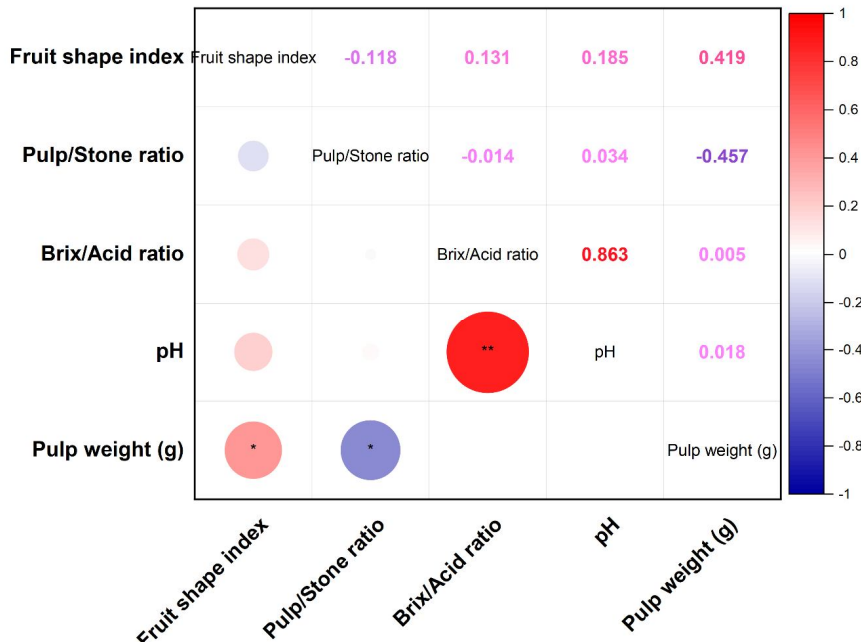 Fruit shape index Fruit shape index -0.118 0.131 0.185 0.419
Pulp/Stone ratio Pulp/Stone ratio -0.014 0.034 -0.457
Brix/Acid ratio Brix/Acid ratio 0.863 0.005
pH ** pH 0.018
Pulp weight (g) * * Pulp weight (g)
Fruit shape index
Pulp/Stone ratio
Brix/Acid ratio
pH
Pulp weight (g)
1
0.8
0.6
0.4
0.2
0
-0.2
-0.4
-0.6
-0.8
-1